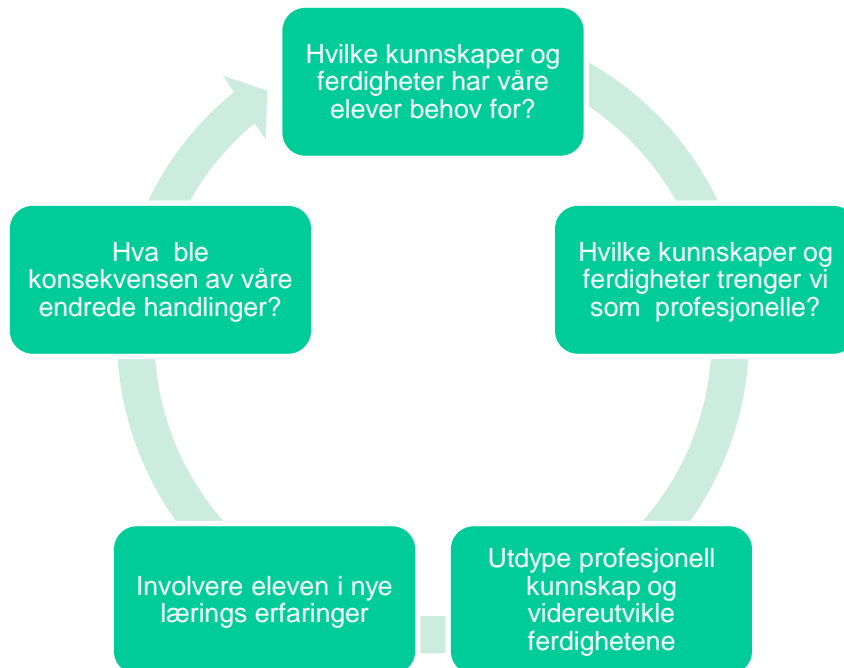 Hvilke kunnskaper og
ferdigheter har våre
elever behov for?
Hvilke kunnskaper og
ferdigheter trenger vi
som  profesjonelle?
Utdype profesjonell
kunnskap og
videreutvikle
ferdighetene
Involvere eleven i nye
lærings erfaringer
Hva  ble
konsekvensen av våre
endrede handlinger?